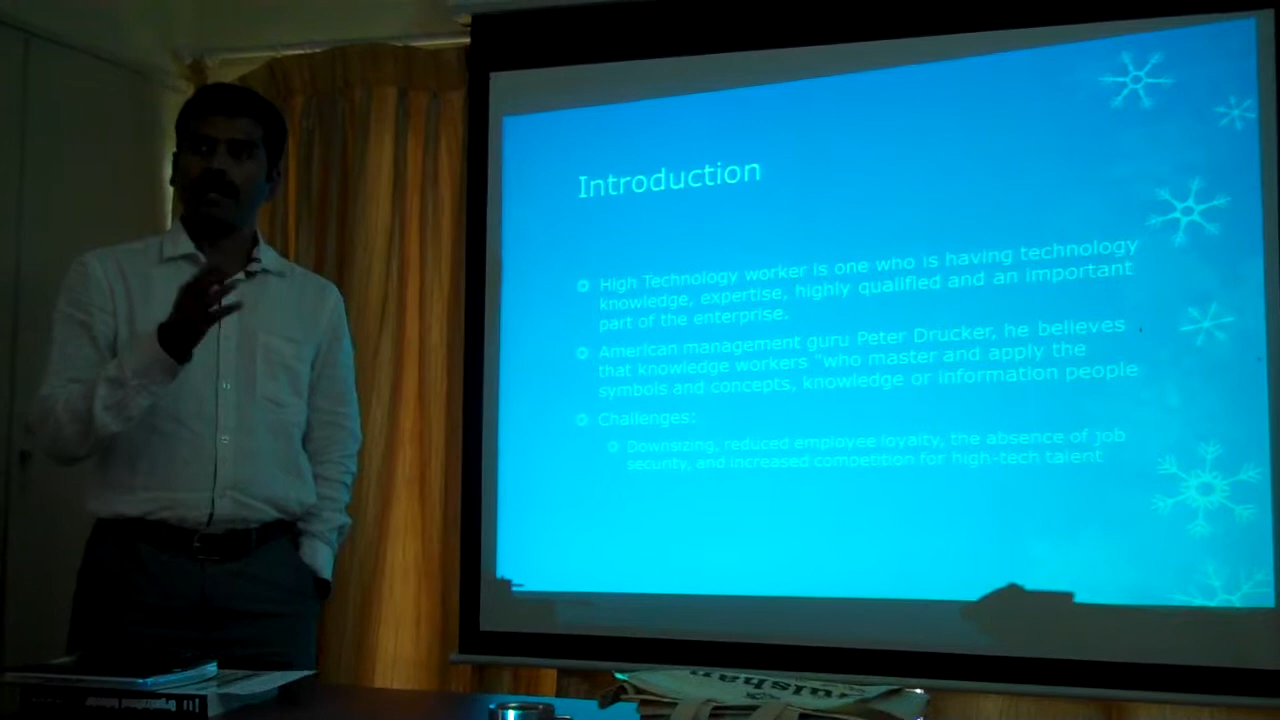 Introduction
High Technology worker is one who is having technology
knowledge, expertise, highly qualified and an important
part of the enterprise.
American management guru Peter Drucker, he believes
that knowledge workers "who master and apply the
symbols and concepts, knowledge or information people
Challenges:
Downsizing, reduced employee loyalty, the absence of job
security, and increased competition for high-tech talent
Organizational Behavior